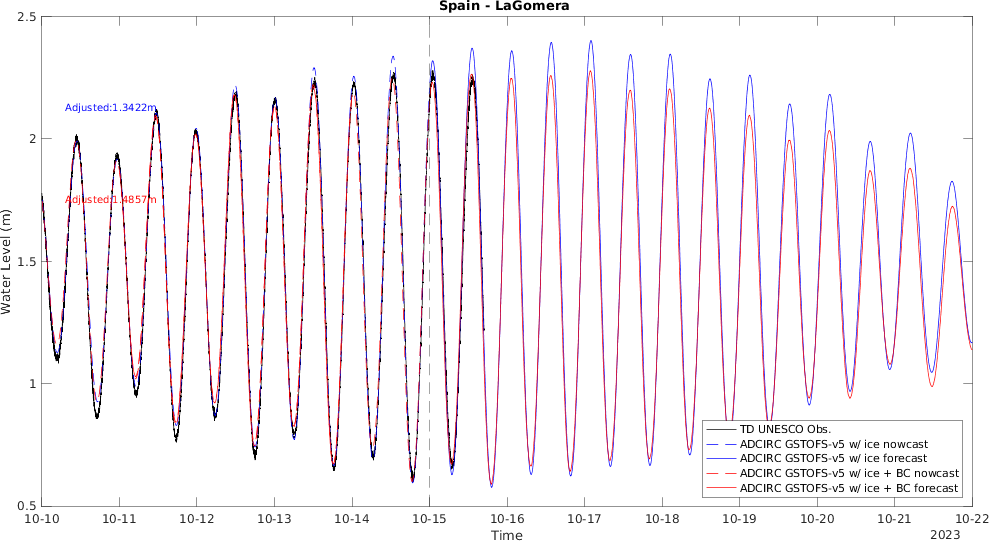 Spain - LaGomera
2.5
2
1.5
1
0.5
Water Level (m)
Adjusted:1.3422m
Adjusted:1.4857m
TD UNESCO Obs.
ADCIRC GSTOFS-v5 w/ ice nowcast
ADCIRC GSTOFS-v5 w/ ice forecast
ADCIRC GSTOFS-v5 w/ ice + BC nowcast
ADCIRC GSTOFS-v5 w/ ice + BC forecast
10-10 10-11 10-12 10-13 10-14 10-15 10-16 10-17 10-18 10-19 10-20 10-21 10-22
Time
2023